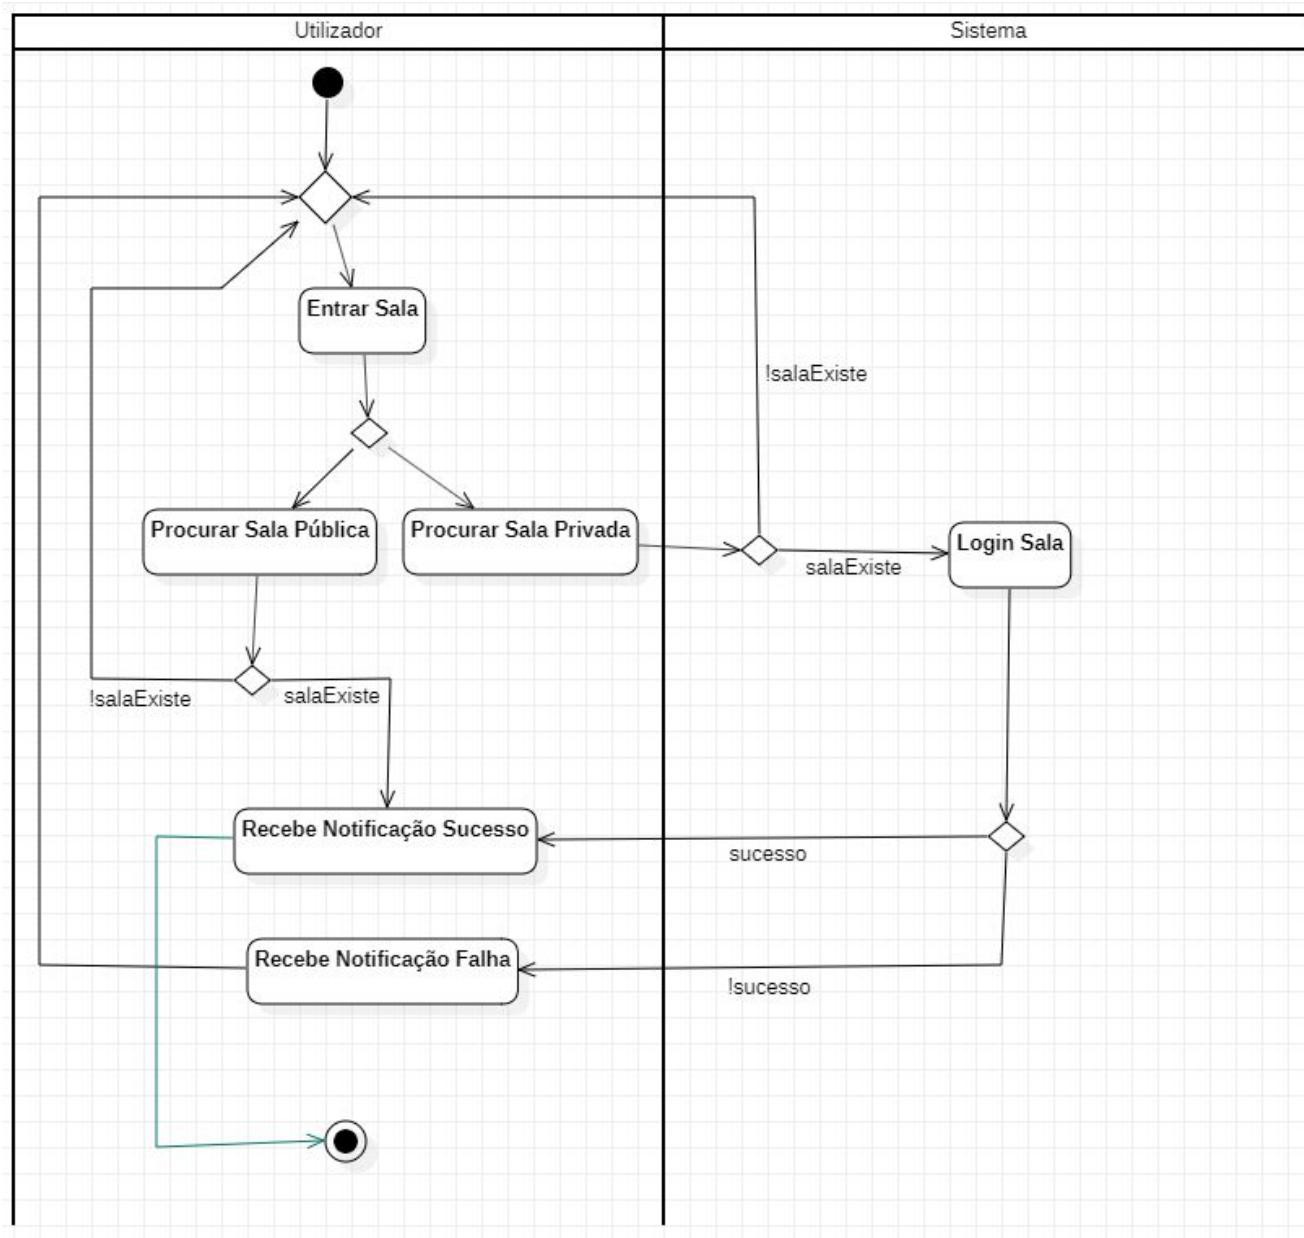 Utilizador
Sistema
Entrar Sala
!salaExiste
Procurar Sala Pública
Procurar Sala Privada
Login Sala
salaExiste
!salaExiste
salaExiste
Recebe Notificação Sucesso
sucesso
Recebe Notificação Falha
!sucesso